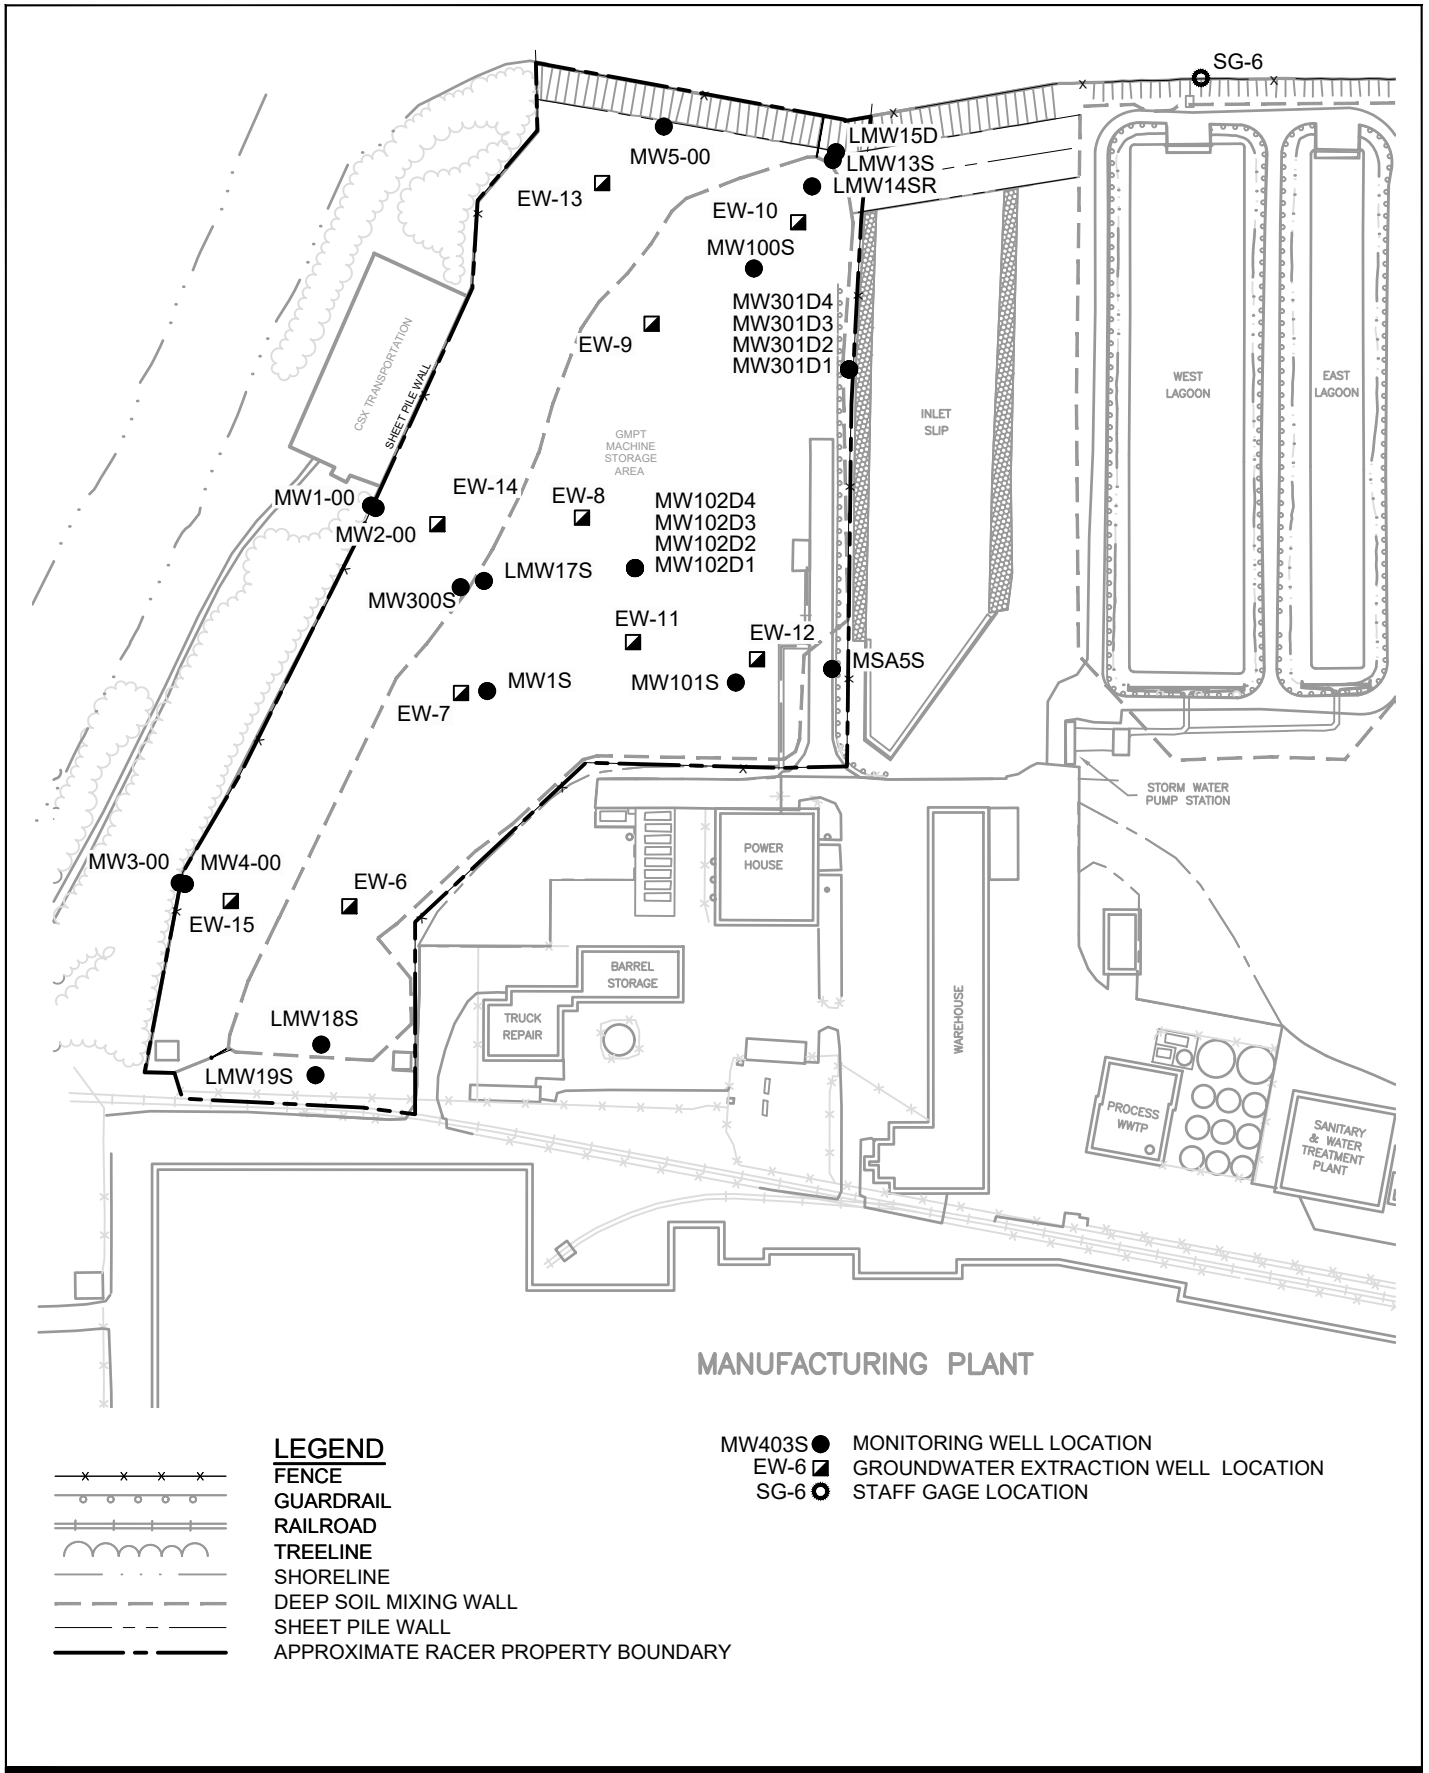 SG-6
LMW15D
MW5-00
LMW13S
LMW14SR
EW-13
EW-10
MW100S
MW301D4
MW301D3
MW301D2
MW301D1
EW-9
CSX TRANSPORTATION
SHEET PILE WALL
WEST
LAGOON
EAST
LAGOON
INLET
SLIP
GMPT
MACHINE
STORAGE
AREA
MW1-00
MW2-00
EW-14
EW-8
MW102D4
MW102D3
MW102D2
MW102D1
LMW17S
MW300S
EW-11
EW-12
MSA5S
MW1S
MW101S
EW-7
STORM WATER
PUMP STATION
POWER
HOUSE
MW3-00
MW4-00
EW-6
EW-15
BARREL
STORAGE
TRUCK
REPAIR
WAREHOUSE
LMW18S
LMW19S
PROCESS
WWTP
SANITARY
& WATER
TREATMENT
PLANT
MANUFACTURING PLANT
LEGEND
FENCE
GUARDRAIL
RAILROAD
TREELINE
SHORELINE
DEEP SOIL MIXING WALL
SHEET PILE WALL
APPROXIMATE RACER PROPERTY BOUNDARY
MW403S MONITORING WELL LOCATION
EW-6 GROUNDWATER EXTRACTION WELL LOCATION
SG-6 STAFF GAGE LOCATION